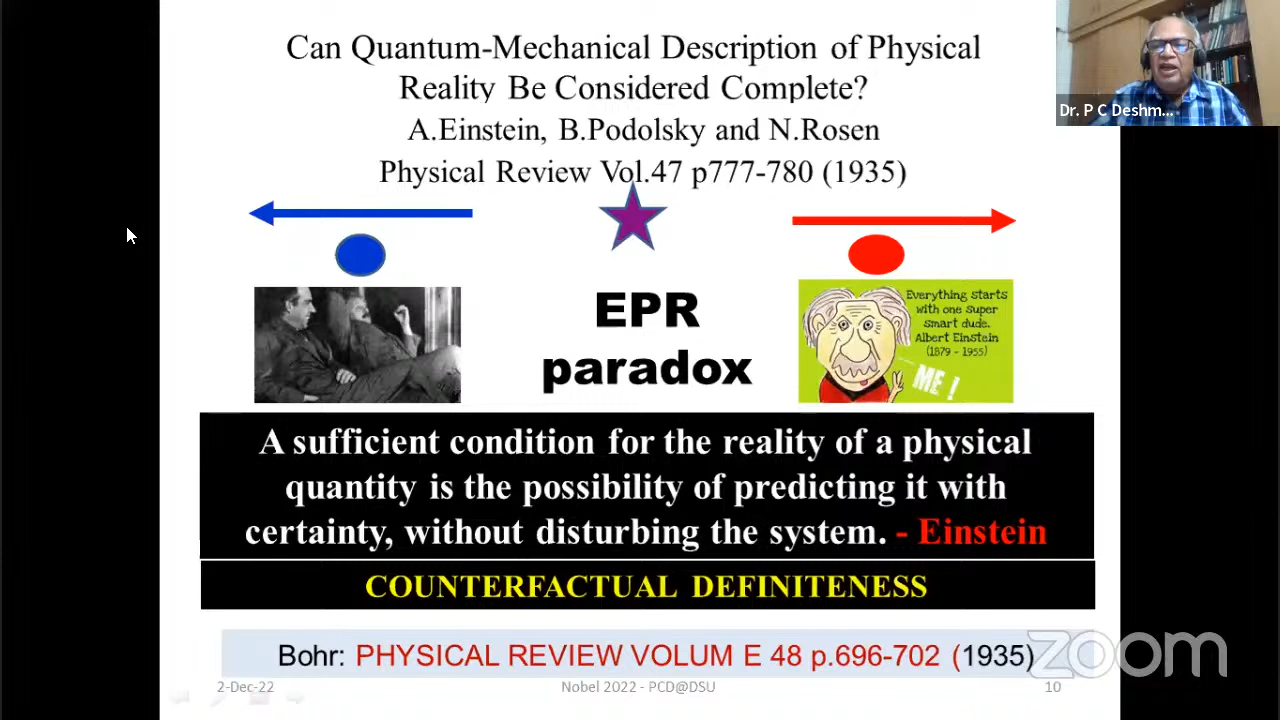 Can Quantum-Mechanical Description of Physical
Reality Be Considered Complete?
A.Einstein, B.Podolsky and N.Rosen
Physical Review Vol.47 p777-780 (1935)
Dr. P C Deshm...
EPR
paradox
Everything starts
with one super
smart dude.
Albert Einstein
(1879 - 1955)
ME !
A sufficient condition for the reality of a physical
quantity is the possibility of predicting it with
certainty, without disturbing the system. - Einstein
COUNTERFACTUAL DEFINITENESS
Bohr: PHYSICAL REVIEW VOLUM E 48 p.696-702 (1935)
zoom
2-Dec-22 Nobel 2022 - PCD@DSU 10